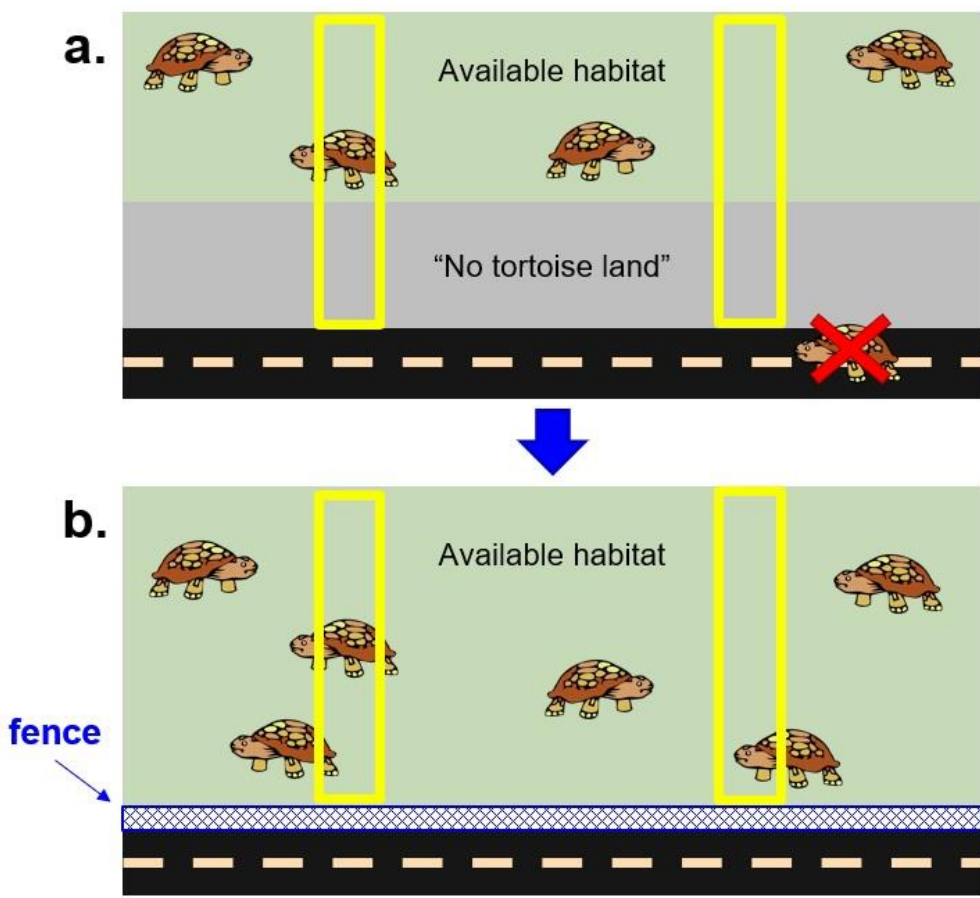 a.
Available habitat
“No tortoise land”
b.
Available habitat
fence